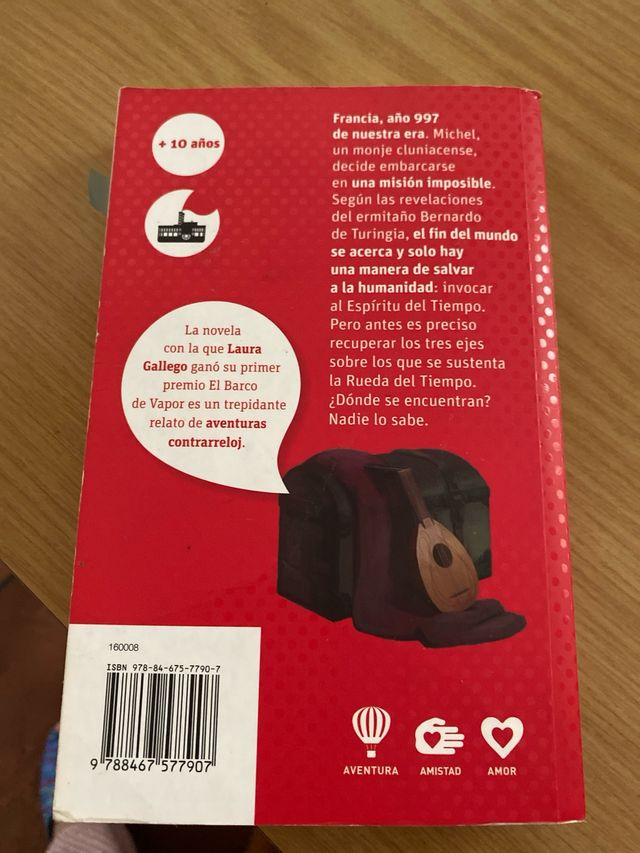 + 10 años
Francia, año 997
de nuestra era. Michel,
un monje cluniacense,
decide embarcarse
en una misión imposible.
Según las revelaciones
del ermitaño Bernardo
de Turingia, el fin del mundo
se acerca y solo hay
una manera de salvar
a la humanidad: invocar
al Espíritu del Tiempo.
Pero antes es preciso
recuperar los tres ejes
sobre los que se sustenta
la Rueda del Tiempo.
¿Dónde se encuentran?
Nadie lo sabe.
La novela
con la que Laura
Gallego ganó su primer
premio El Barco
de Vapor es un trepidante
relato de aventuras
contrarreloj.
160008
ISBN 978-84-675-7790-7
9 788467 577907
AVENTURA
AMISTAD
AMOR